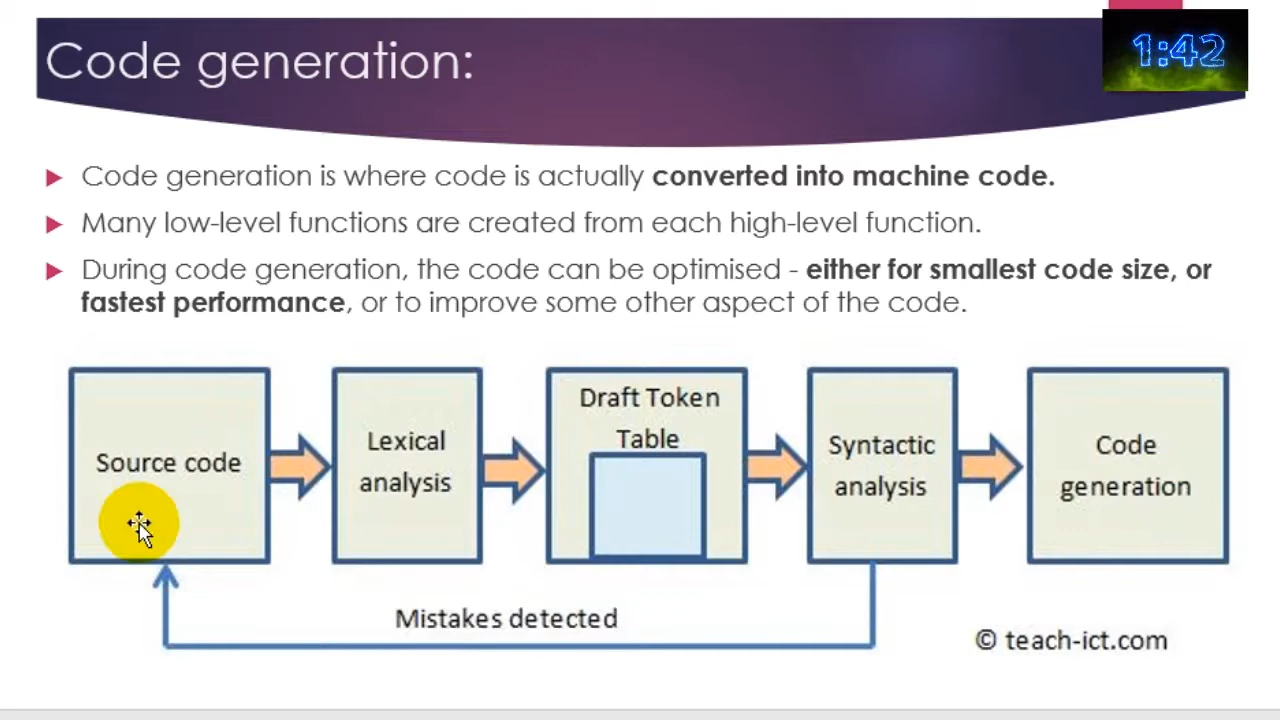 Code generation:
1:42
Code generation is where code is actually converted into machine code.
Many low-level functions are created from each high-level function.
During code generation, the code can be optimised - either for smallest code size, or
fastest performance, or to improve some other aspect of the code.
Source code
Lexical
analysis
Draft Token
Table
Syntactic
analysis
Code
generation
Mistakes detected
© teach-ict.com